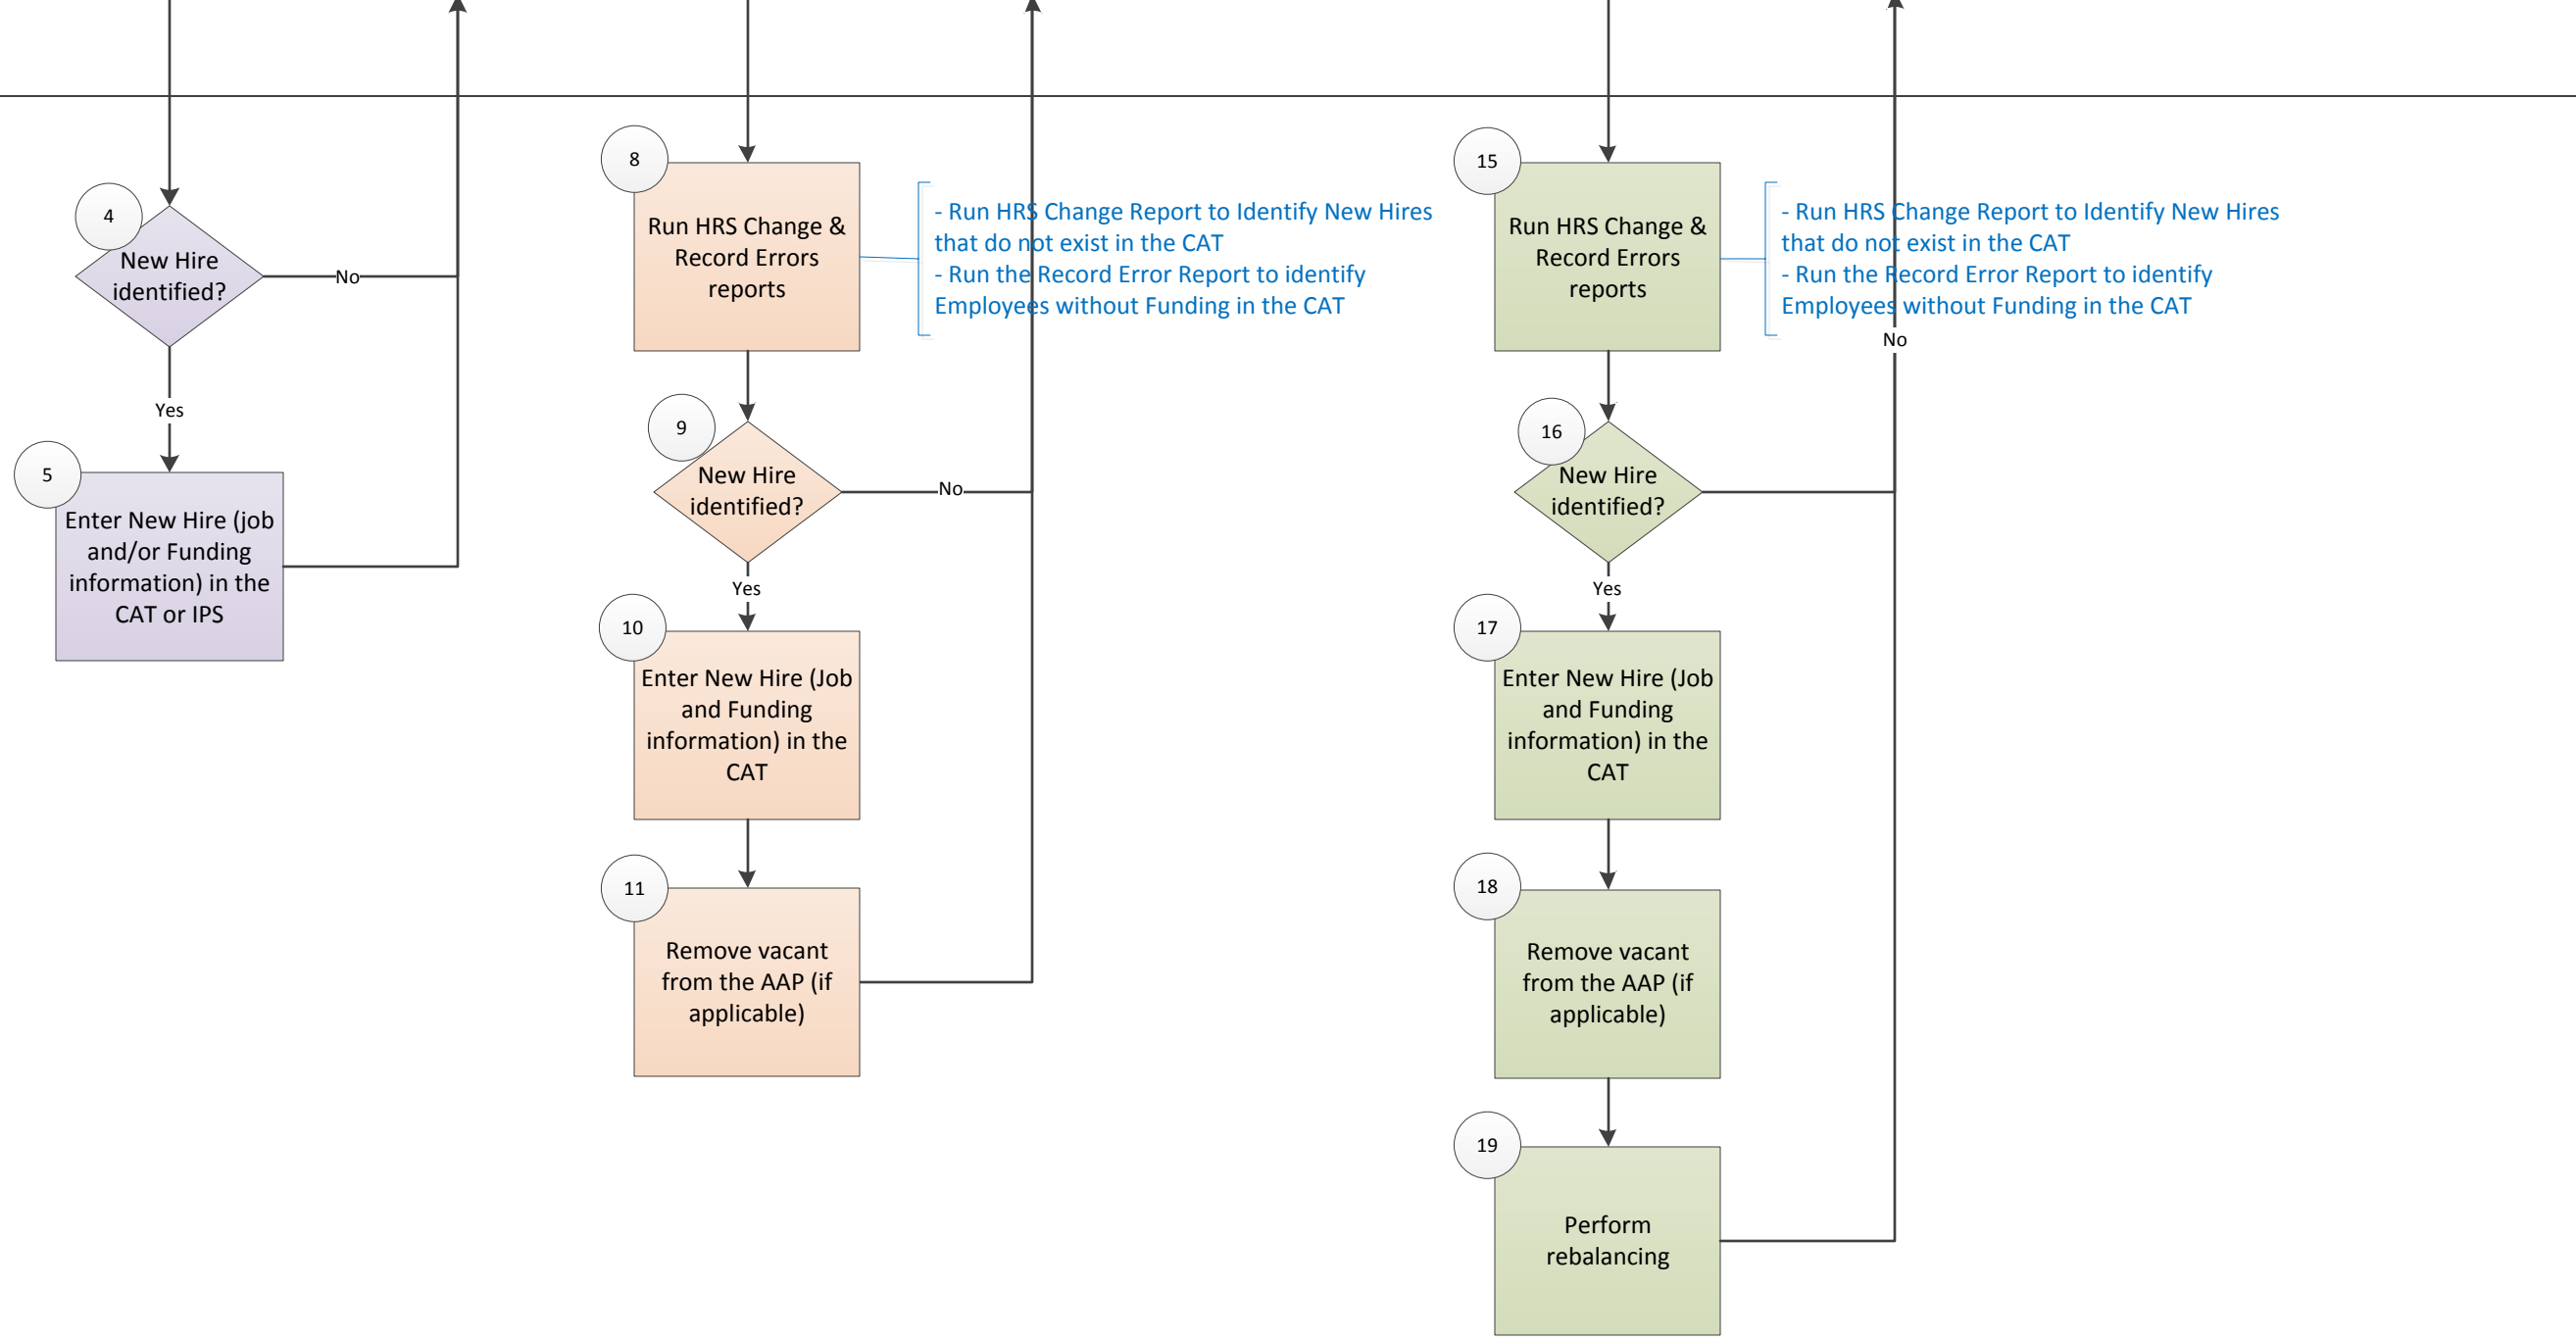 4
New Hire
identified?
No
Yes
5
Enter New Hire (job
and/or Funding
information) in the
CAT or IPS
8
Run HRS Change &
Record Errors
reports
- Run HRS Change Report to Identify New Hires
that do not exist in the CAT
- Run the Record Error Report to identify
Employees without Funding in the CAT
9
New Hire
identified?
No
Yes
10
Enter New Hire (Job
and Funding
information) in the
CAT
11
Remove vacant
from the AAP (if
applicable)
15
Run HRS Change &
Record Errors
reports
- Run HRS Change Report to Identify New Hires
that do not exist in the CAT
- Run the Record Error Report to identify
Employees without Funding in the CAT
No
16
New Hire
identified?
Yes
17
Enter New Hire (Job
and Funding
information) in the
CAT
18
Remove vacant
from the AAP (if
applicable)
19
Perform
rebalancing